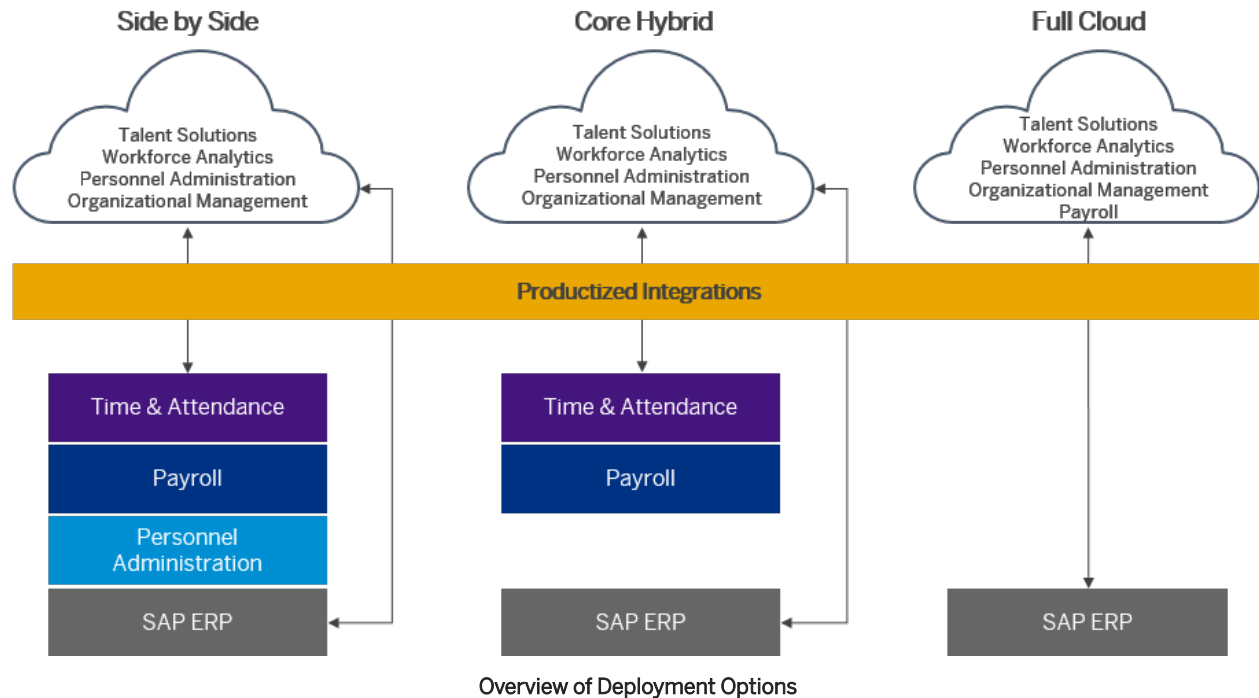 Side by Side
Core Hybrid
Full Cloud
Talent Solutions
Workforce Analytics
Personnel Administration
Organizational Management
Talent Solutions
Workforce Analytics
Personnel Administration
Organizational Management
Talent Solutions
Workforce Analytics
Personnel Administration
Organizational Management
Payroll
Productized Integrations
Time & Attendance
Payroll
Personnel
Administration
SAP ERP
Time & Attendance
Payroll
SAP ERP
SAP ERP
Overview of Deployment Options